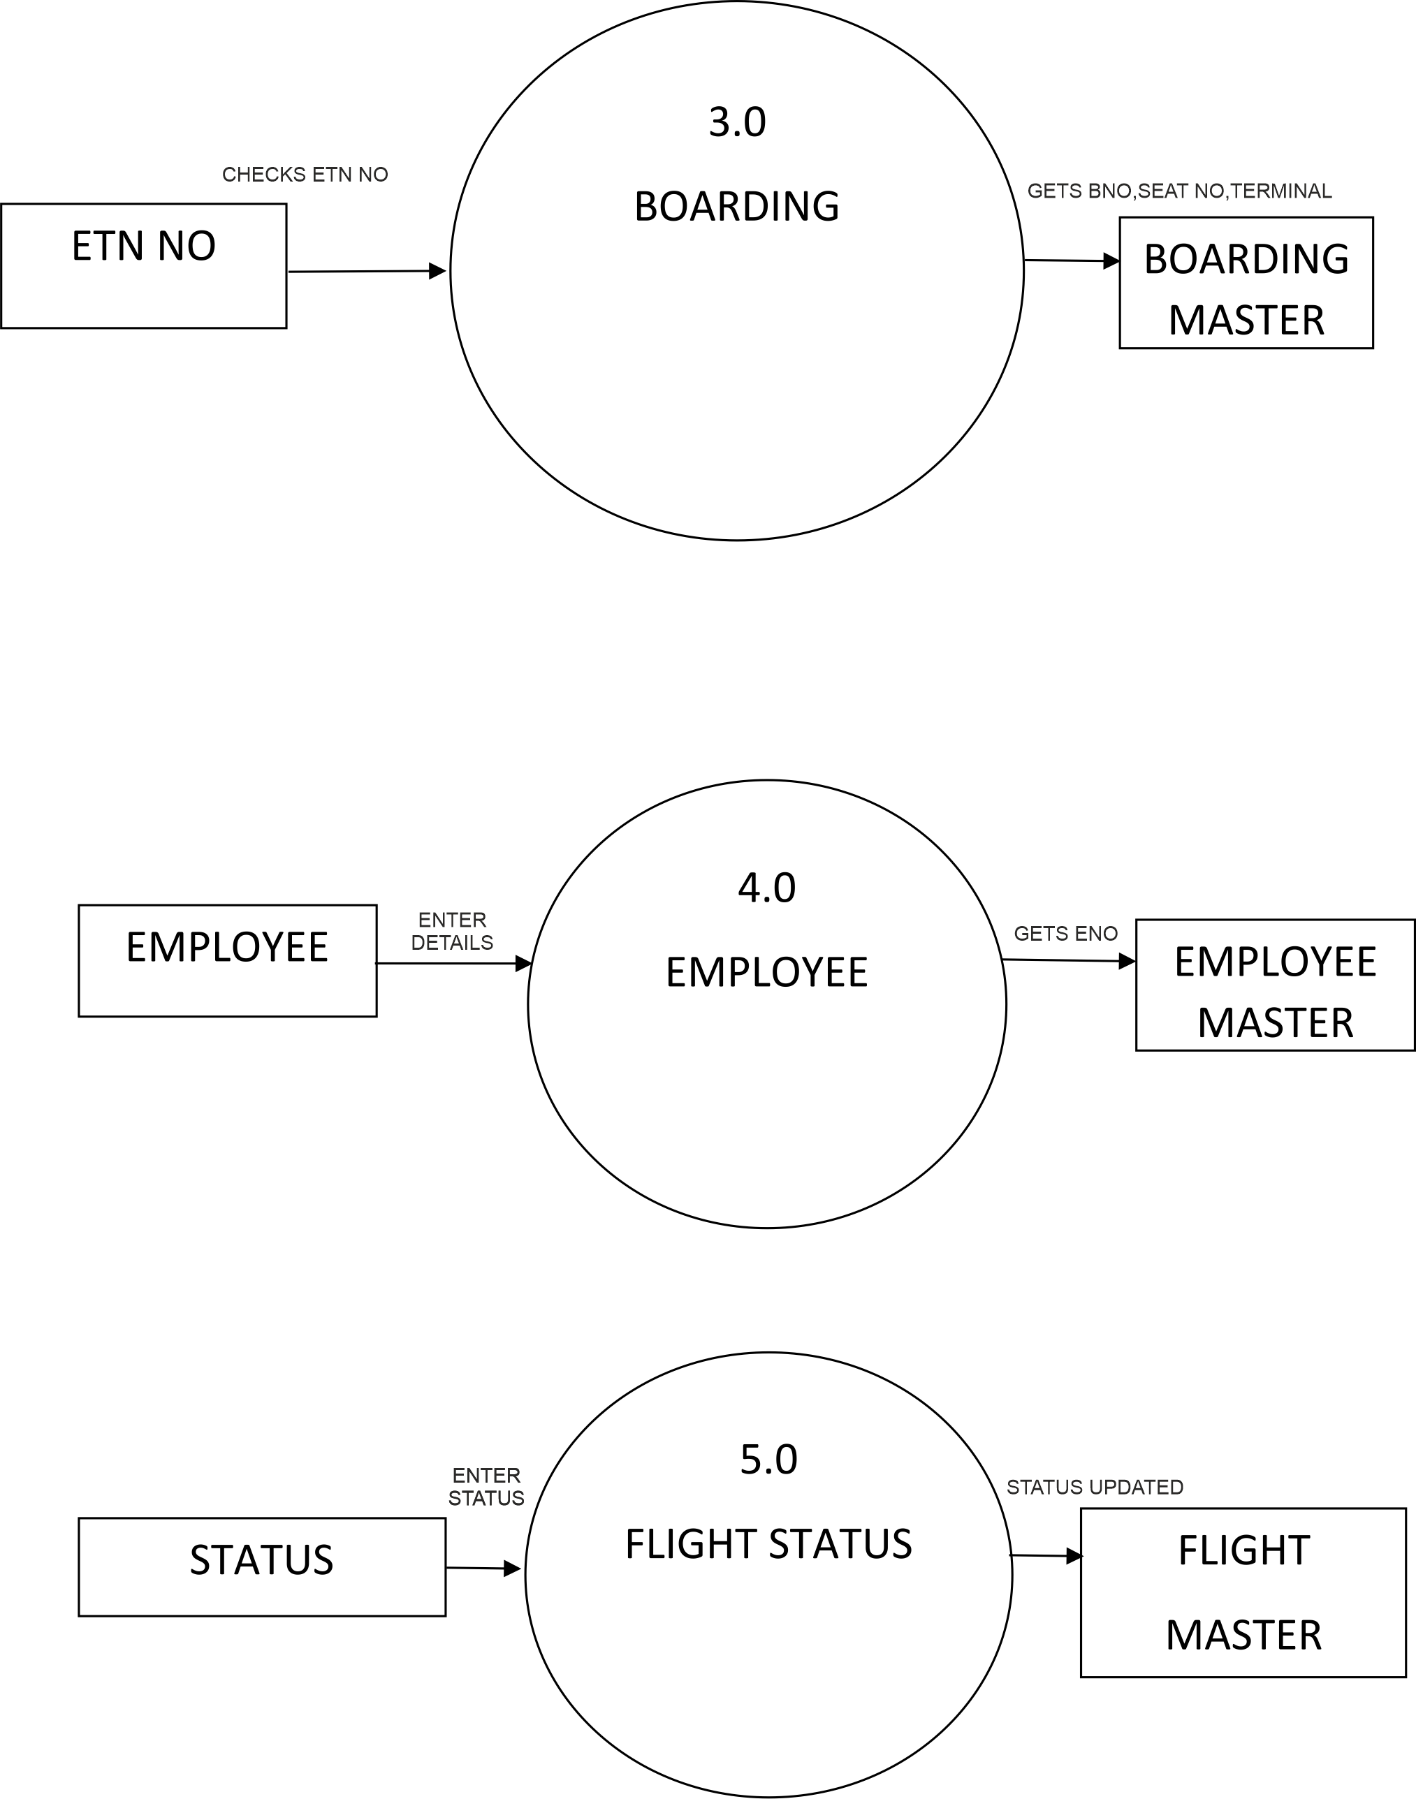 3.0
CHECKS ETN NO
BOARDING
GETS BNO,SEAT NO,TERMINAL
ETN NO
BOARDING
MASTER
4.0
ENTER
DETAILS
GETS ENO
EMPLOYEE
EMPLOYEE
EMPLOYEE
MASTER
5.0
ENTER
STATUS
STATUS UPDATED
STATUS
FLIGHT STATUS
FLIGHT
MASTER